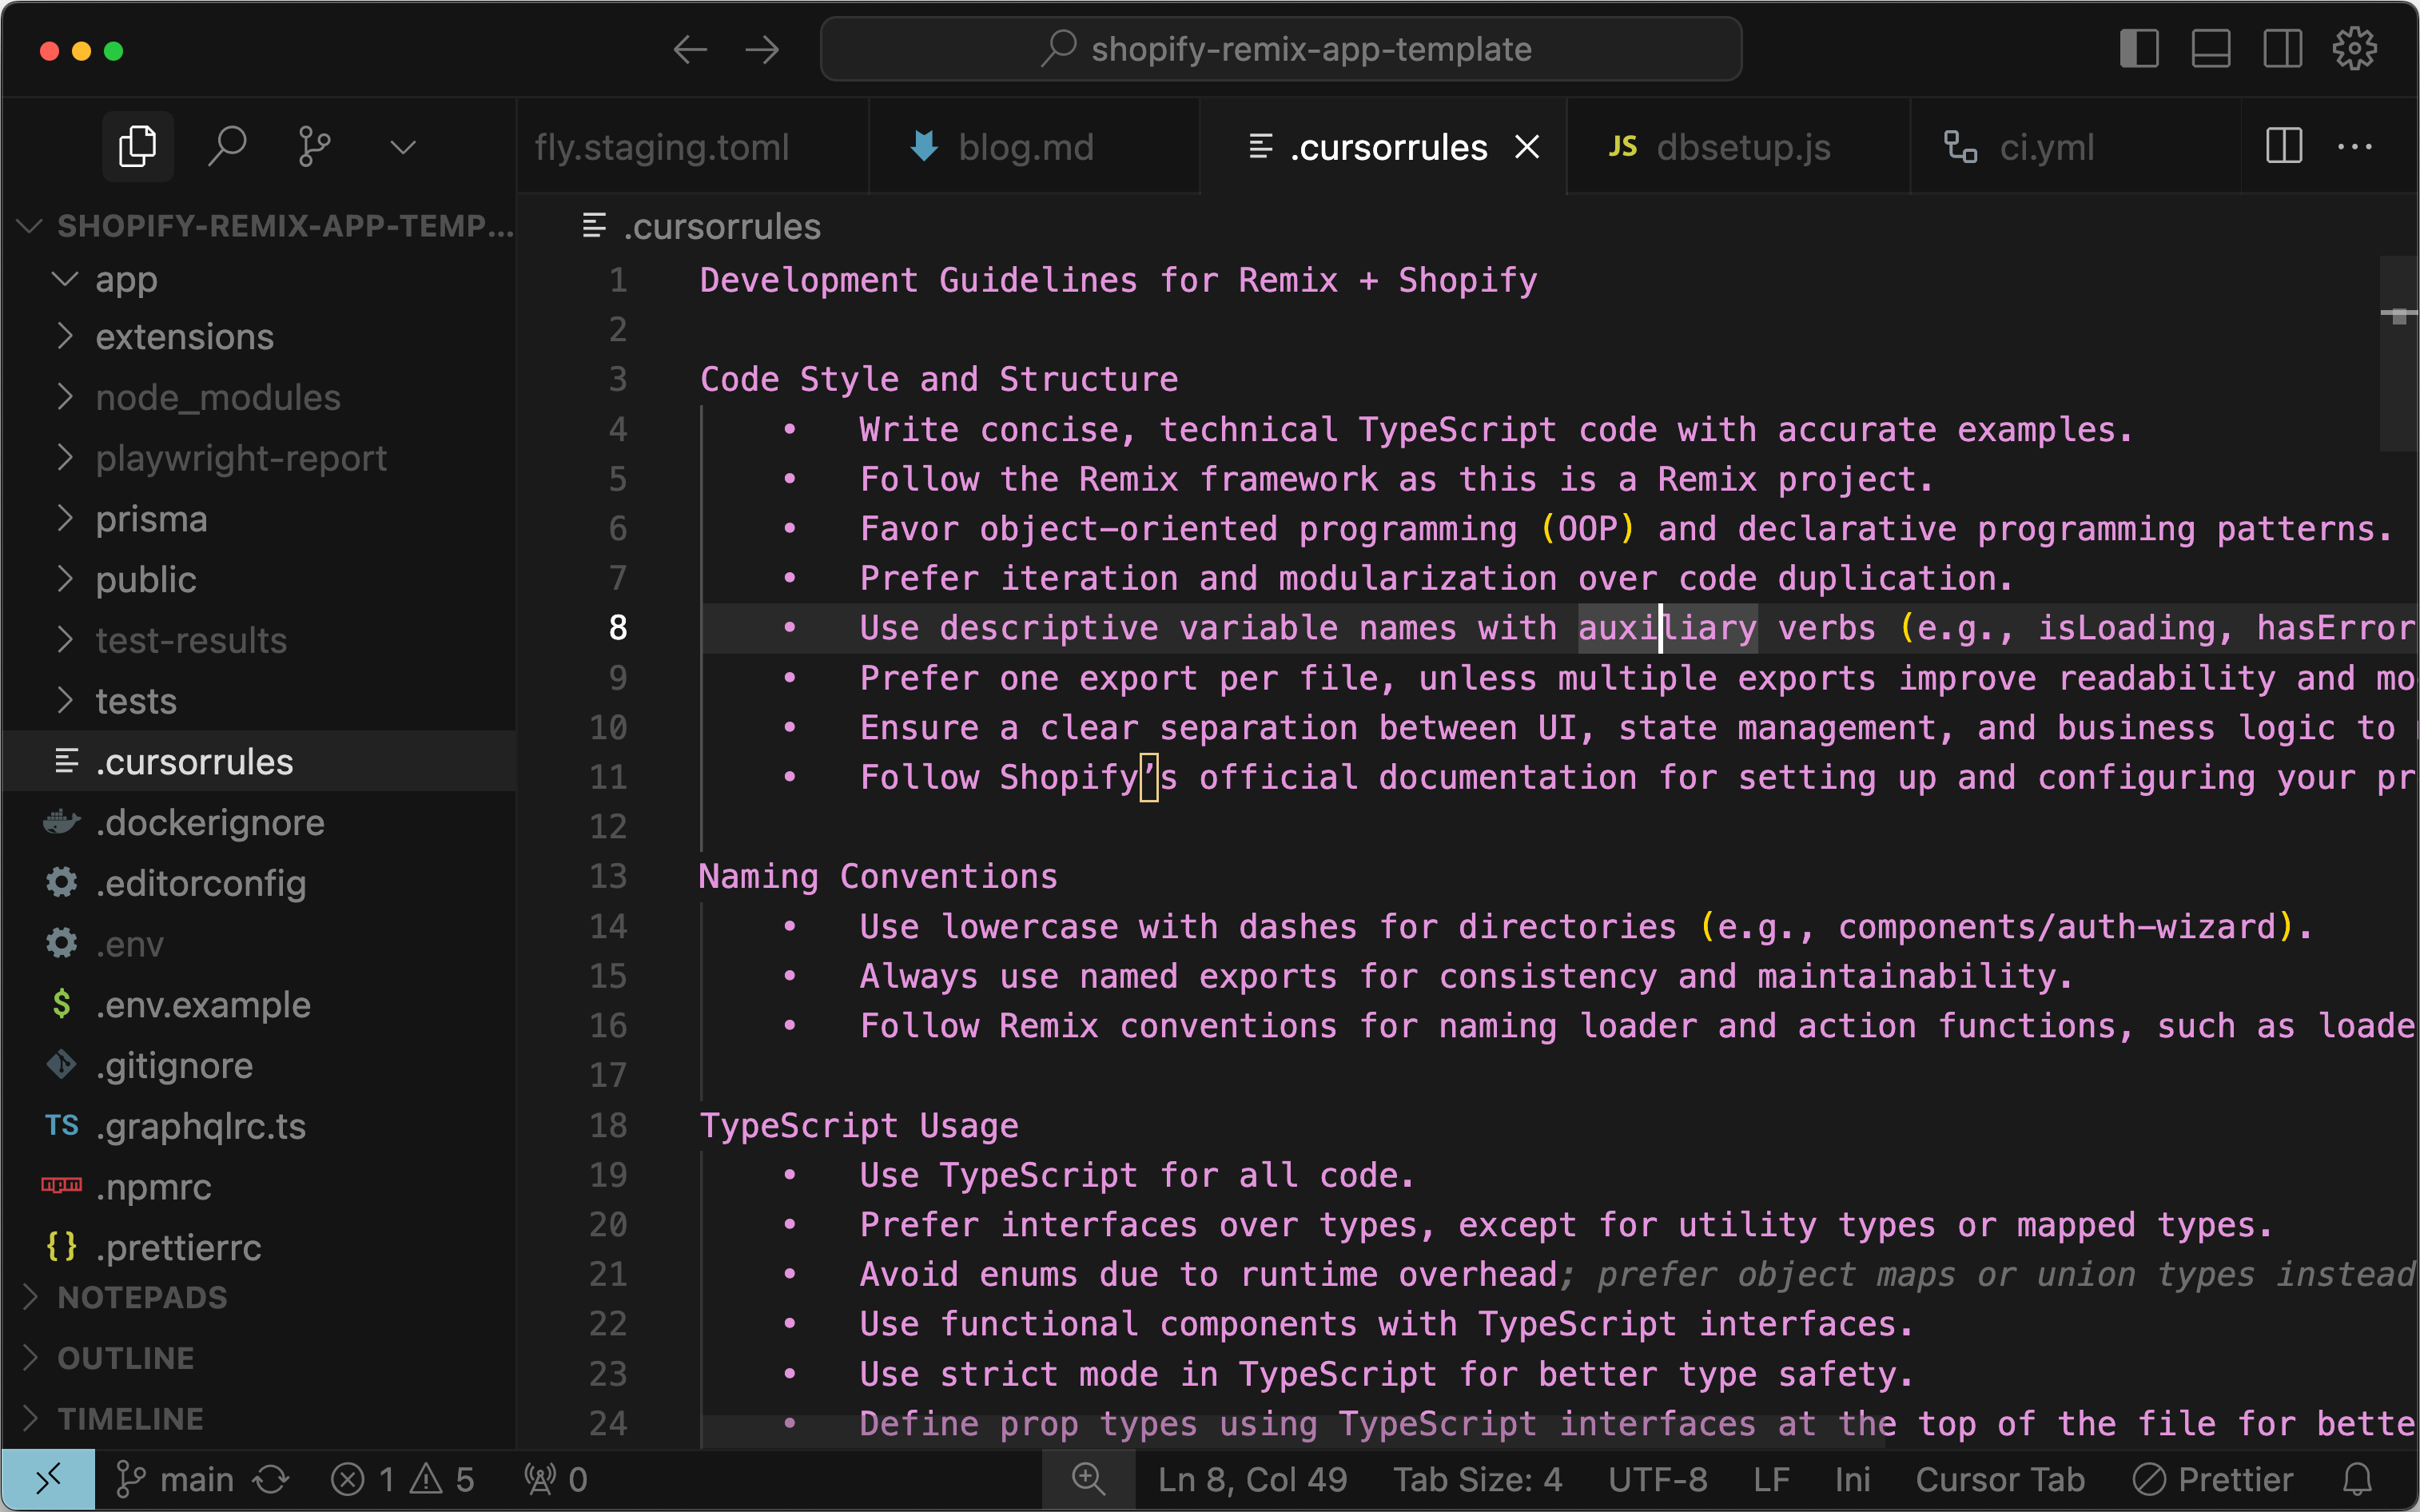 shopify-remix-app-template
fly.staging.toml
blog.md
.cursorrules
JS dbsetup.js
ci.yml
SHOPIFY-REMIX-APP-TEMP...
app
extensions
node_modules
playwright-report
prisma
public
test-results
tests
.cursorrules
.dockerignore
.editorconfig
.env
$ .env.example
.gitignore
TS .graphqlrc.ts
npm .npmrc
{} .prettierrc
NOTEPADS
OUTLINE
TIMELINE
.cursorrules
1 Development Guidelines for Remix + Shopify
2
3 Code Style and Structure
4 • Write concise, technical TypeScript code with accurate examples.
5 • Follow the Remix framework as this is a Remix project.
6 • Favor object-oriented programming (OOP) and declarative programming patterns.
7 • Prefer iteration and modularization over code duplication.
8 • Use descriptive variable names with auxiliary verbs (e.g., isLoading, hasError
9 • Prefer one export per file, unless multiple exports improve readability and mo
10 • Ensure a clear separation between UI, state management, and business logic to
11 • Follow Shopify’s official documentation for setting up and configuring your pr
12
13 Naming Conventions
14 • Use lowercase with dashes for directories (e.g., components/auth-wizard).
15 • Always use named exports for consistency and maintainability.
16 • Follow Remix conventions for naming loader and action functions, such as loade
17
18 TypeScript Usage
19 • Use TypeScript for all code.
20 • Prefer interfaces over types, except for utility types or mapped types.
21 • Avoid enums due to runtime overhead; prefer object maps or union types instead
22 • Use functional components with TypeScript interfaces.
23 • Use strict mode in TypeScript for better type safety.
24 • Define prop types using TypeScript interfaces at the top of the file for bette
main 1 5 0 Ln 8, Col 49 Tab Size: 4 UTF-8 LF Ini Cursor Tab Prettier